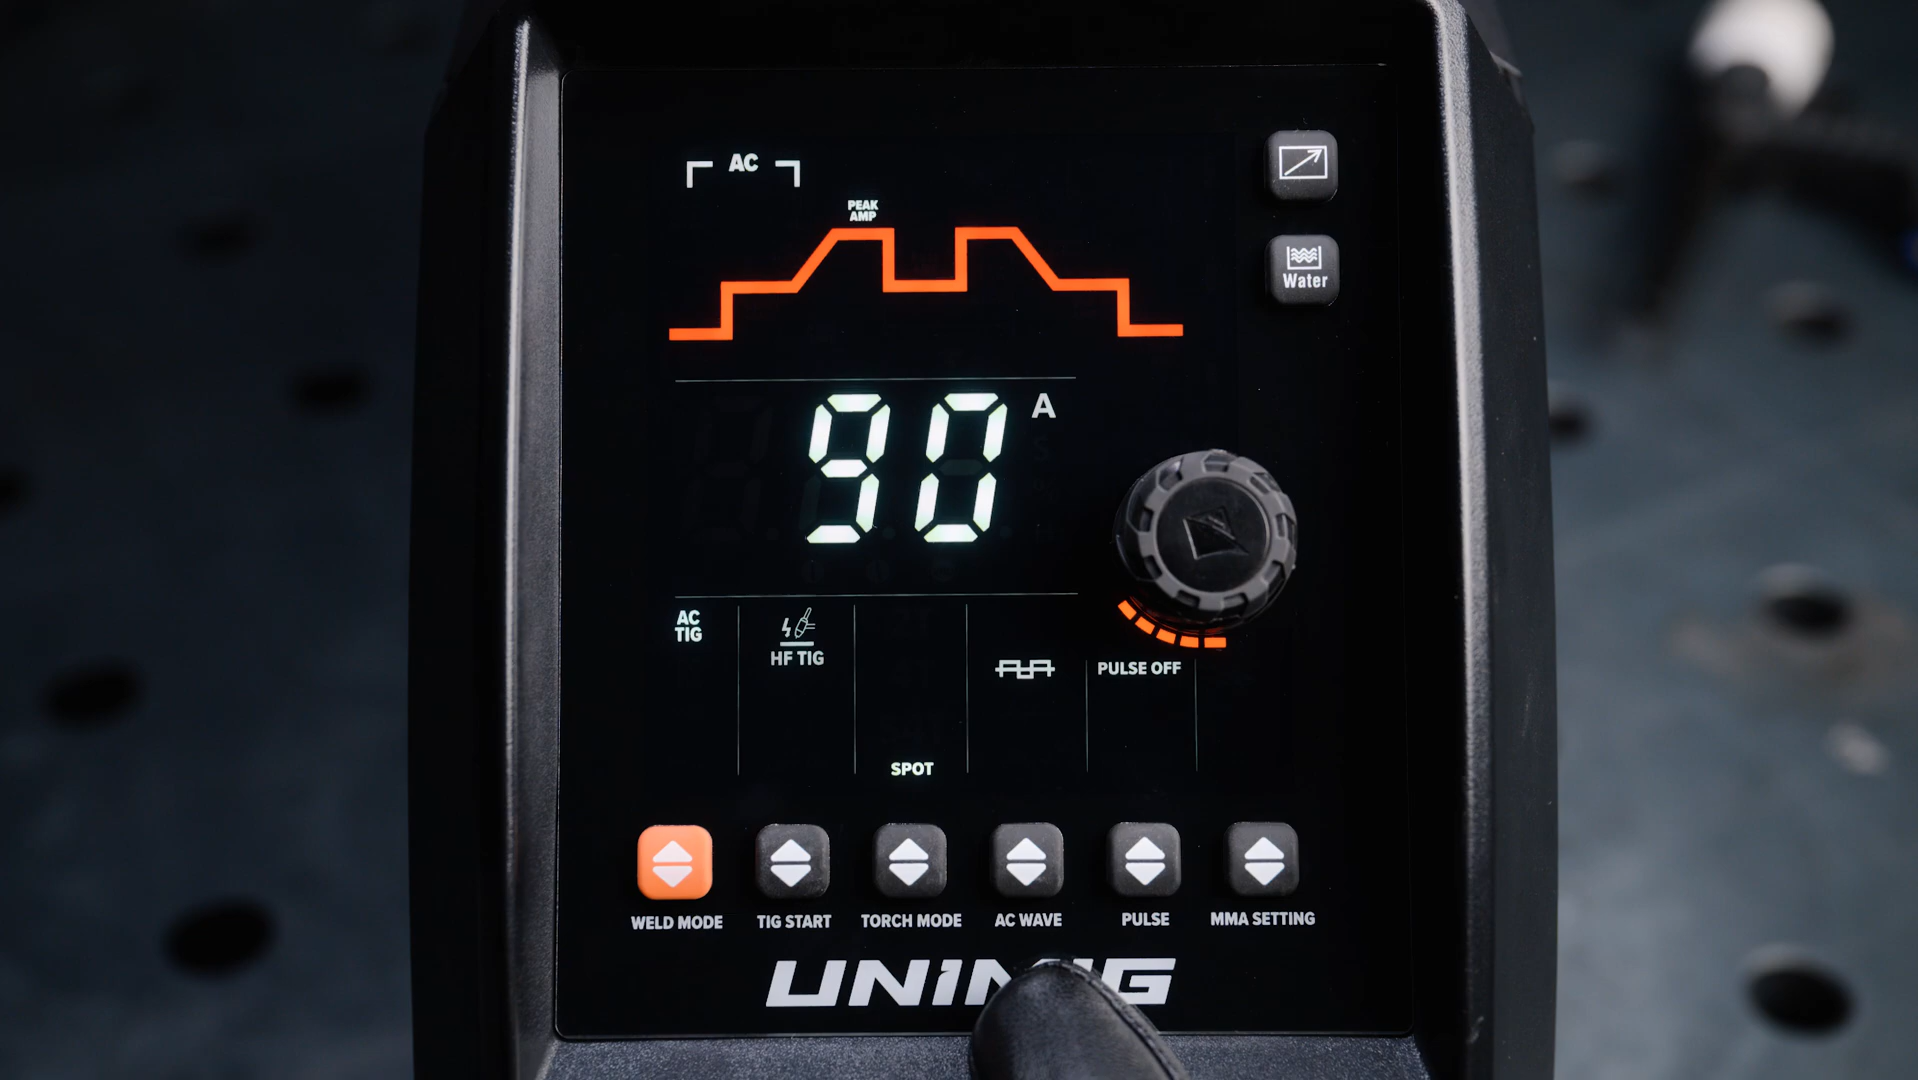 AC
PEAK
AMP
Water
90 A
AC
TIG
HF TIG
PULSE OFF
SPOT
WELD MODE
TIG START
TORCH MODE
AC WAVE
PULSE
MMA SETTING
UNIMIG